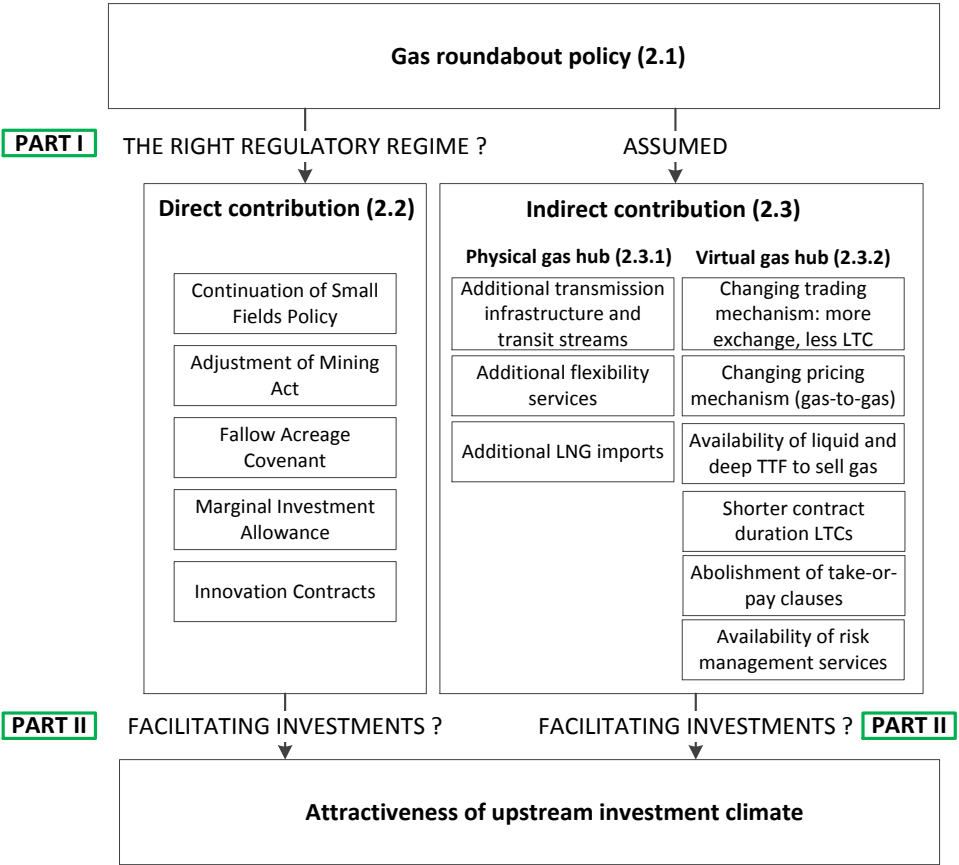 Gas roundabout policy (2.1)
PART I
THE RIGHT REGULATORY REGIME ?
ASSUMED
Direct contribution (2.2)
Continuation of Small
Fields Policy
Adjustment of Mining
Act
Fallow Acreage
Covenant
Marginal Investment
Allowance
Innovation Contracts
Indirect contribution (2.3)
Physical gas hub (2.3.1)
Additional transmission
infrastructure and
transit streams
Additional flexibility
services
Additional LNG imports
Virtual gas hub (2.3.2)
Changing trading
mechanism: more
exchange, less LTC
Changing pricing
mechanism (gas-to-gas)
Availability of liquid and
deep TTF to sell gas
Shorter contract
duration LTCs
Abolishment of take-or-
pay clauses
Availability of risk
management services
PART II
FACILITATING INVESTMENTS ?
FACILITATING INVESTMENTS ?
PART II
Attractiveness of upstream investment climate